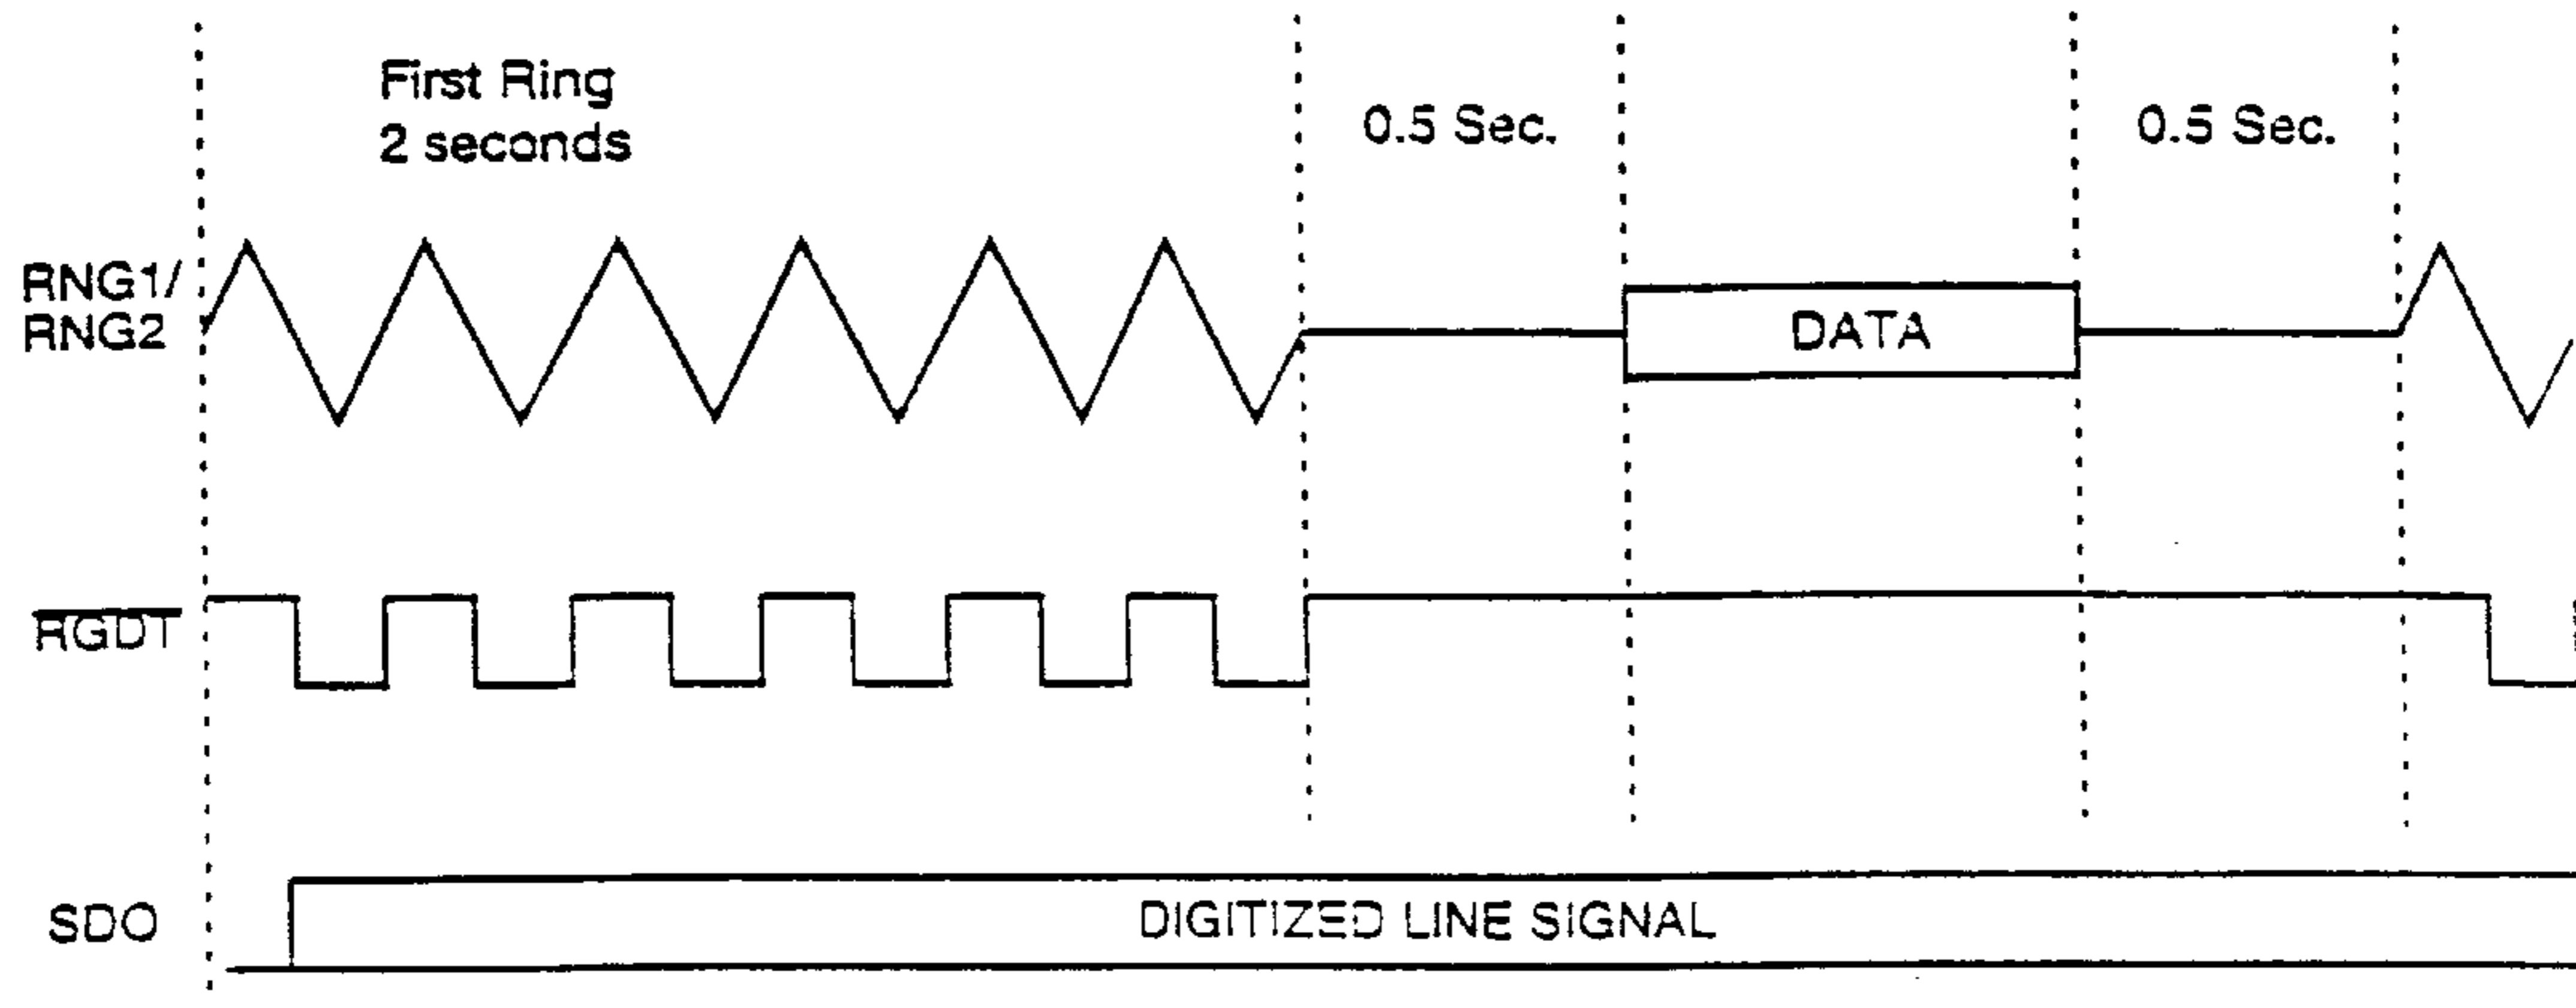 First Ring
2 seconds
0.5 Sec.
0.5 Sec.
RNG1/
RNG2
DATA
RGDT
SDO
DIGITIZED LINE SIGNAL